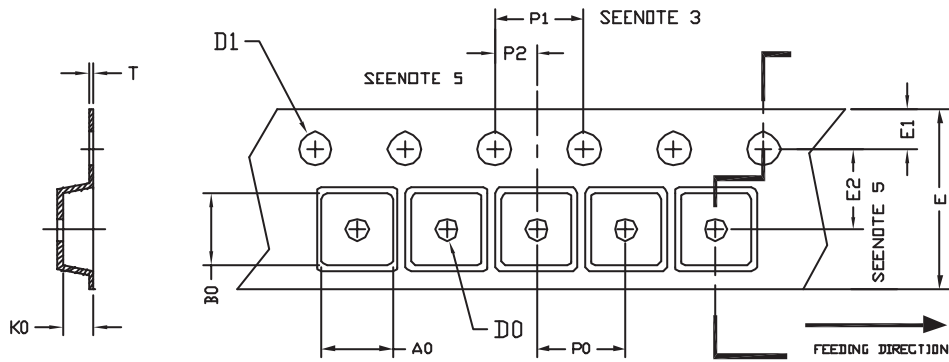 P1
SEENOTE 3
D1
P2
T
SEENOTE 5
E1
E2
E
SEENOTE 5
B0
K0
A0
D0
P0
FEEDING DIRECTION